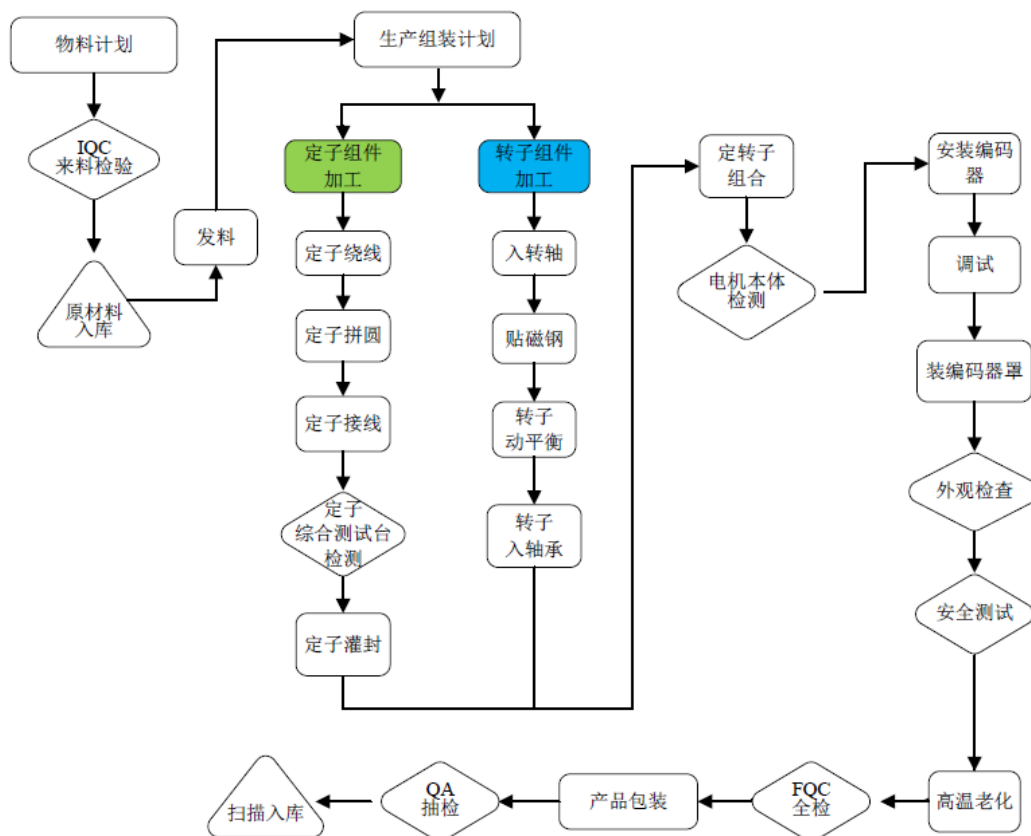 物料计划
IQC
来料检验
原材料
入库
发料
生产组装计划
定子组件
加工
定子绕线
定子拼圆
定子接线
定子
综合测试台
检测
定子灌封
转子组件
加工
入转轴
贴磁钢
转子
动平衡
转子
入轴承
定转子
组合
电机本体
检测
安装编码
器
调试
装编码器罩
外观检查
安全测试
高温老化
FQC
全检
产品包装
QA
抽检
扫描入库